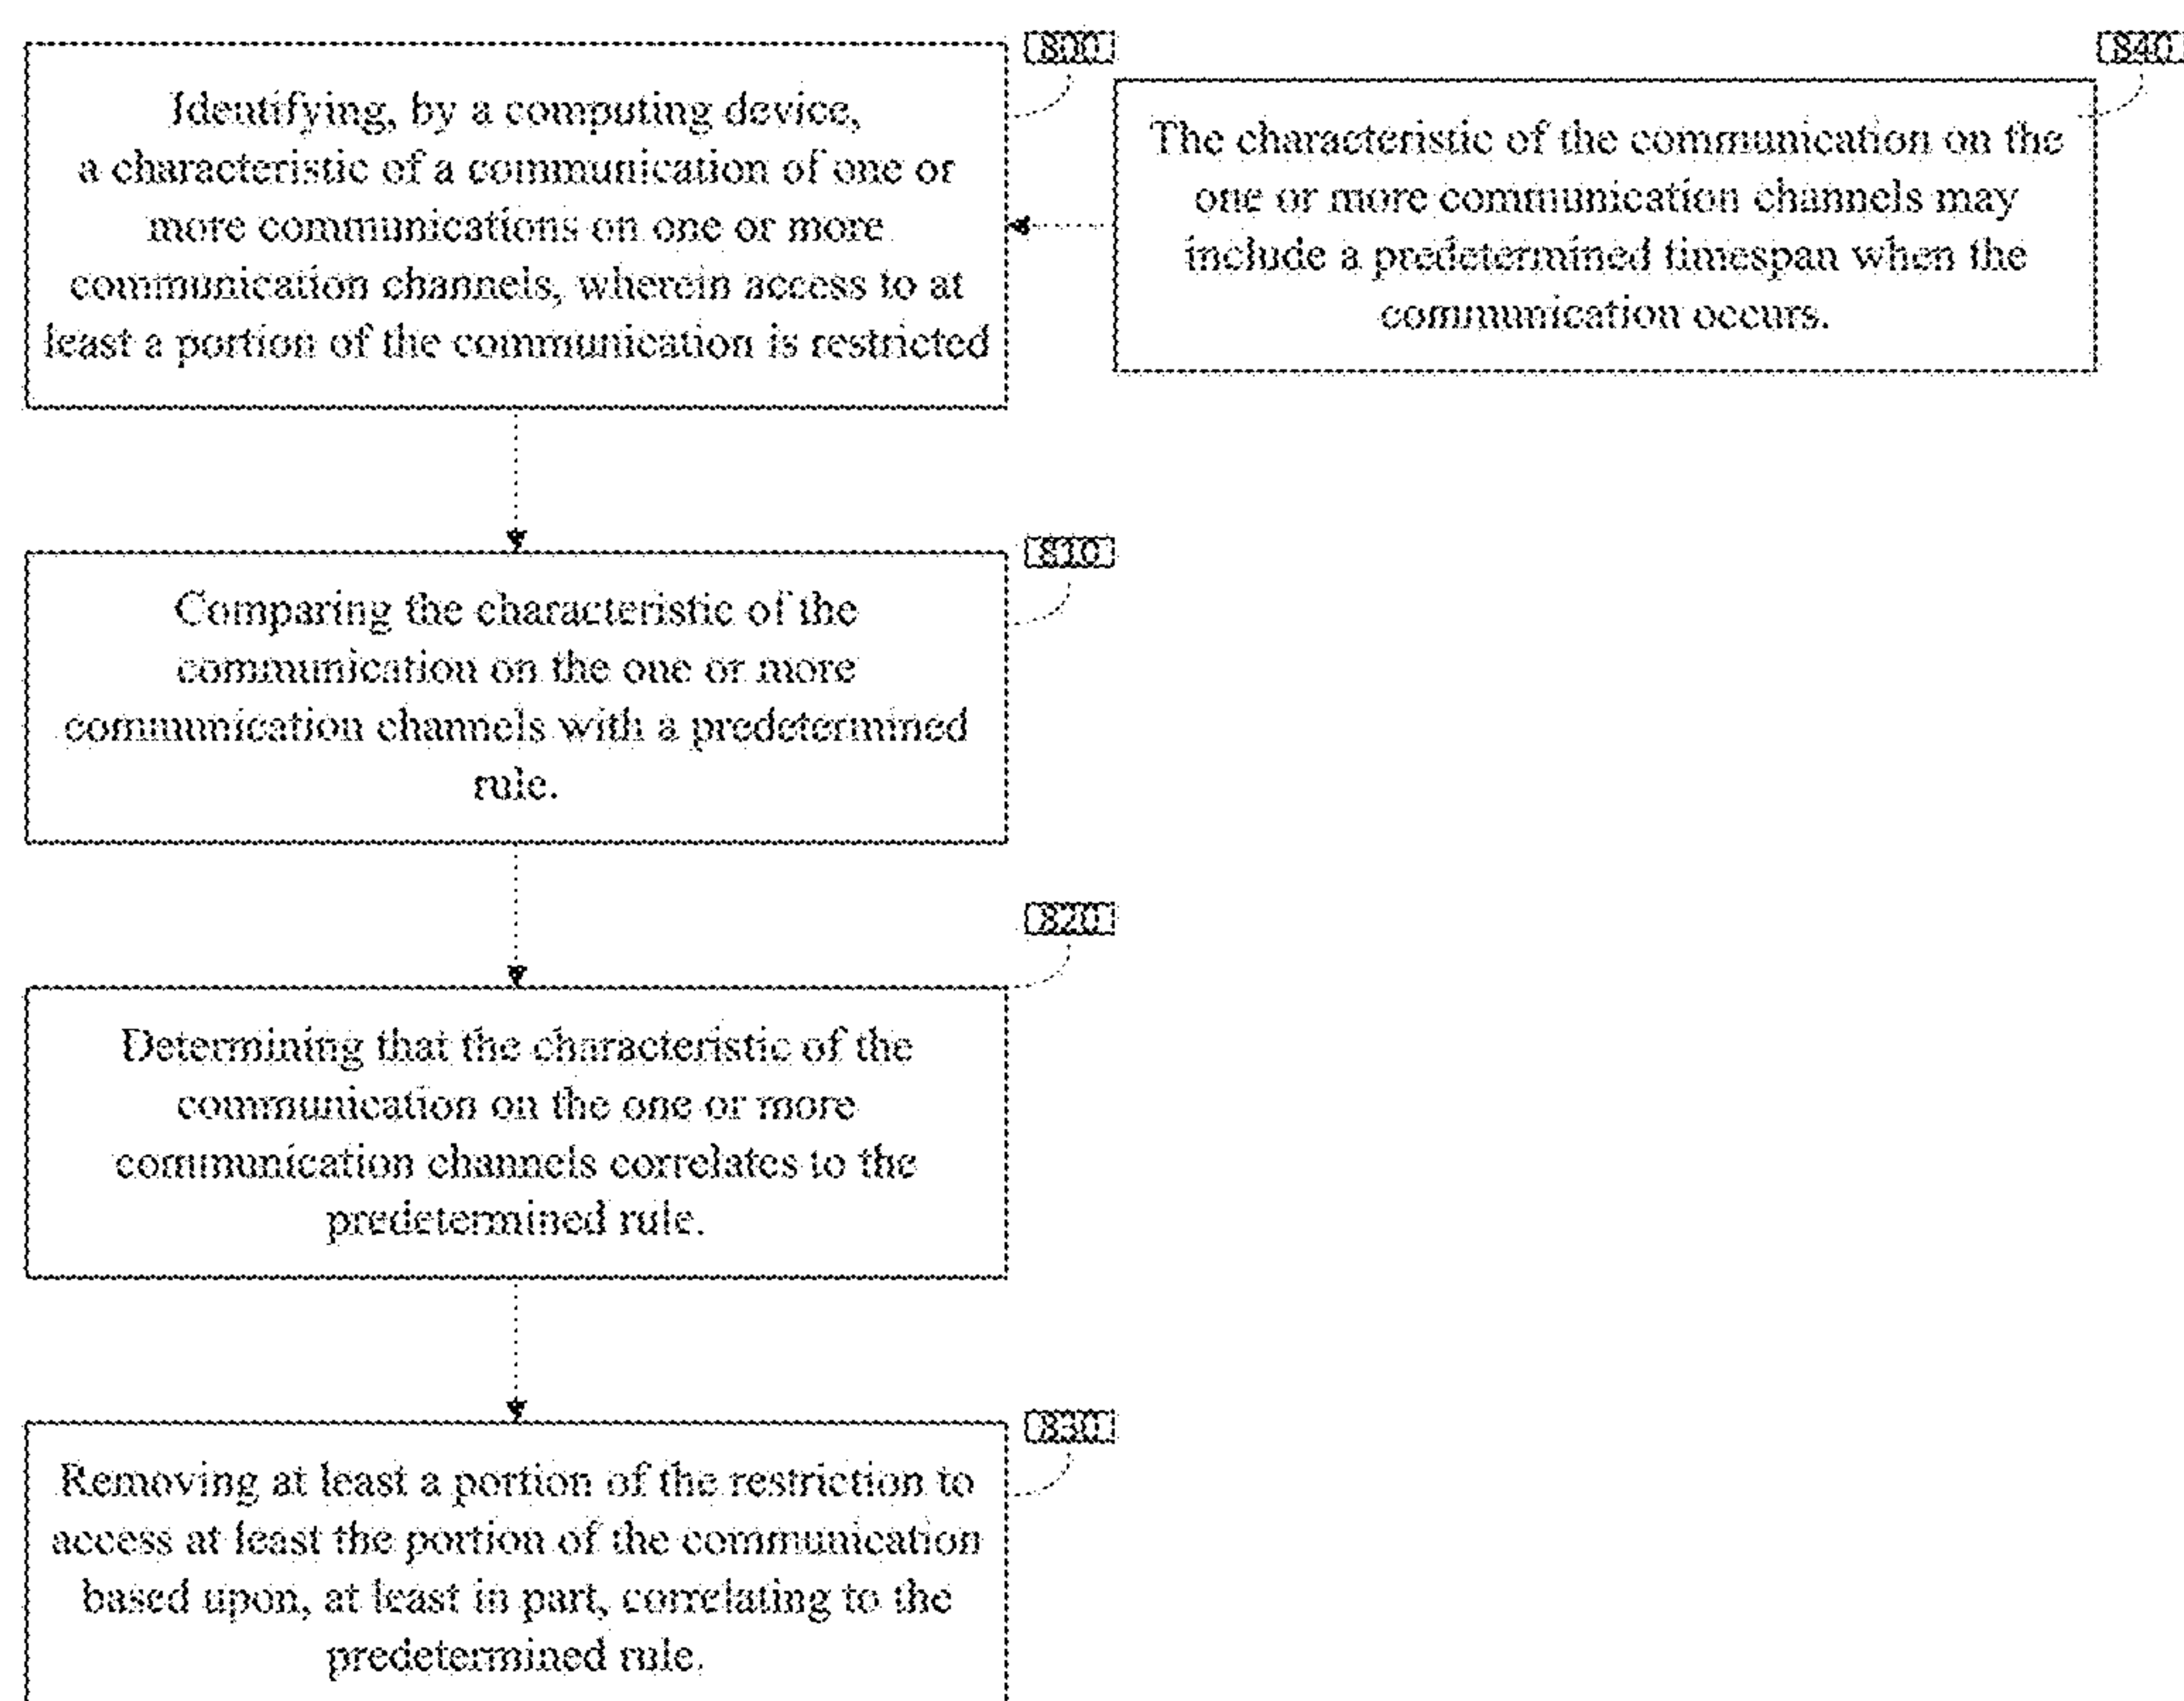 800
Identifying, by a computing device,
a characteristic of a communication of one or
more communications on one or more
communication channels, wherein access to at
least a portion of the communication is restricted
840
The characteristic of the communication on the
one or more communication channels may
include a predetermined timespan when the
communication occurs.
810
Comparing the characteristic of the
communication on the one or more
communication channels with a predetermined
rule.
820
Determining that the characteristic of the
communication on the one or more
communication channels correlates to the
predetermined rule.
830
Removing at least a portion of the restriction to
access at least the portion of the communication
based upon, at least in part, correlating to the
predetermined rule.